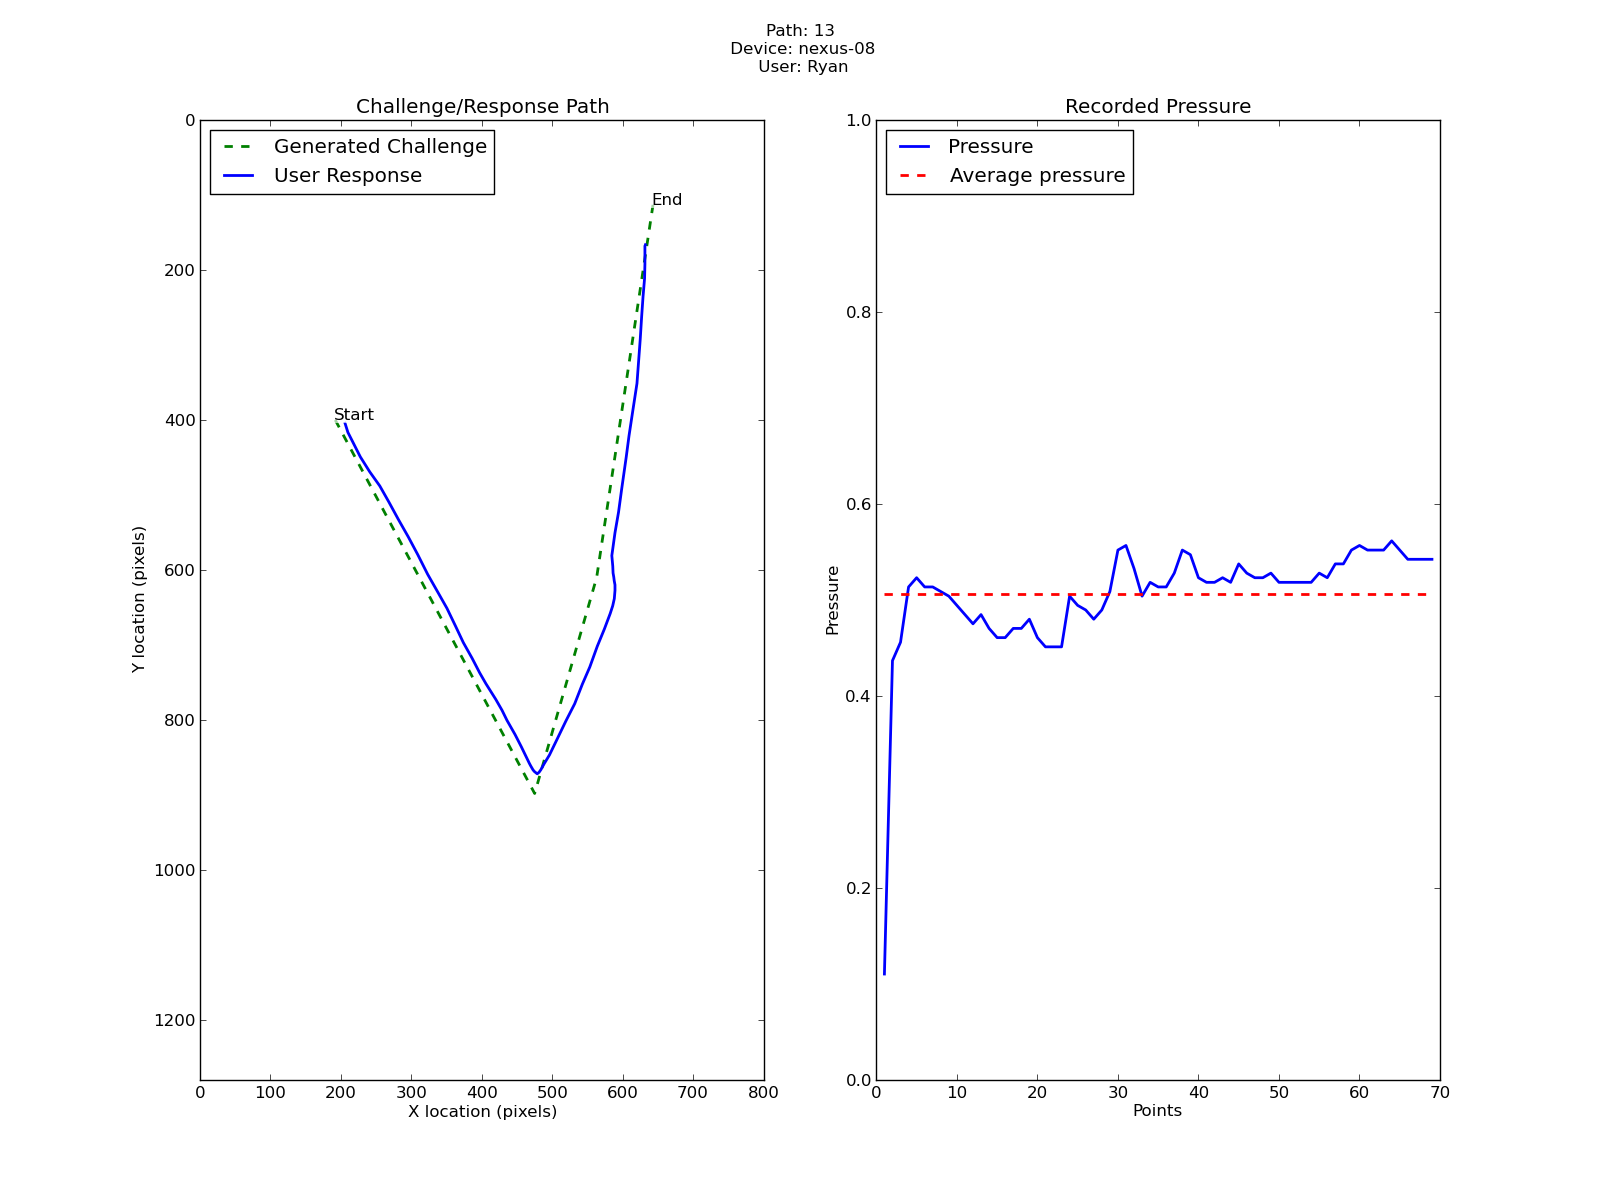 Path: 13
Device: nexus-08
User: Ryan
Challenge/Response Path
Generated Challenge
User Response
Start
End
0
200
400
600
800
1000
1200
Y location (pixels)
0 100 200 300 400 500 600 700 800
X location (pixels)
Recorded Pressure
Pressure
Average pressure
1.0
0.8
0.6
0.4
0.2
0.0
Pressure
0 10 20 30 40 50 60 70
Points